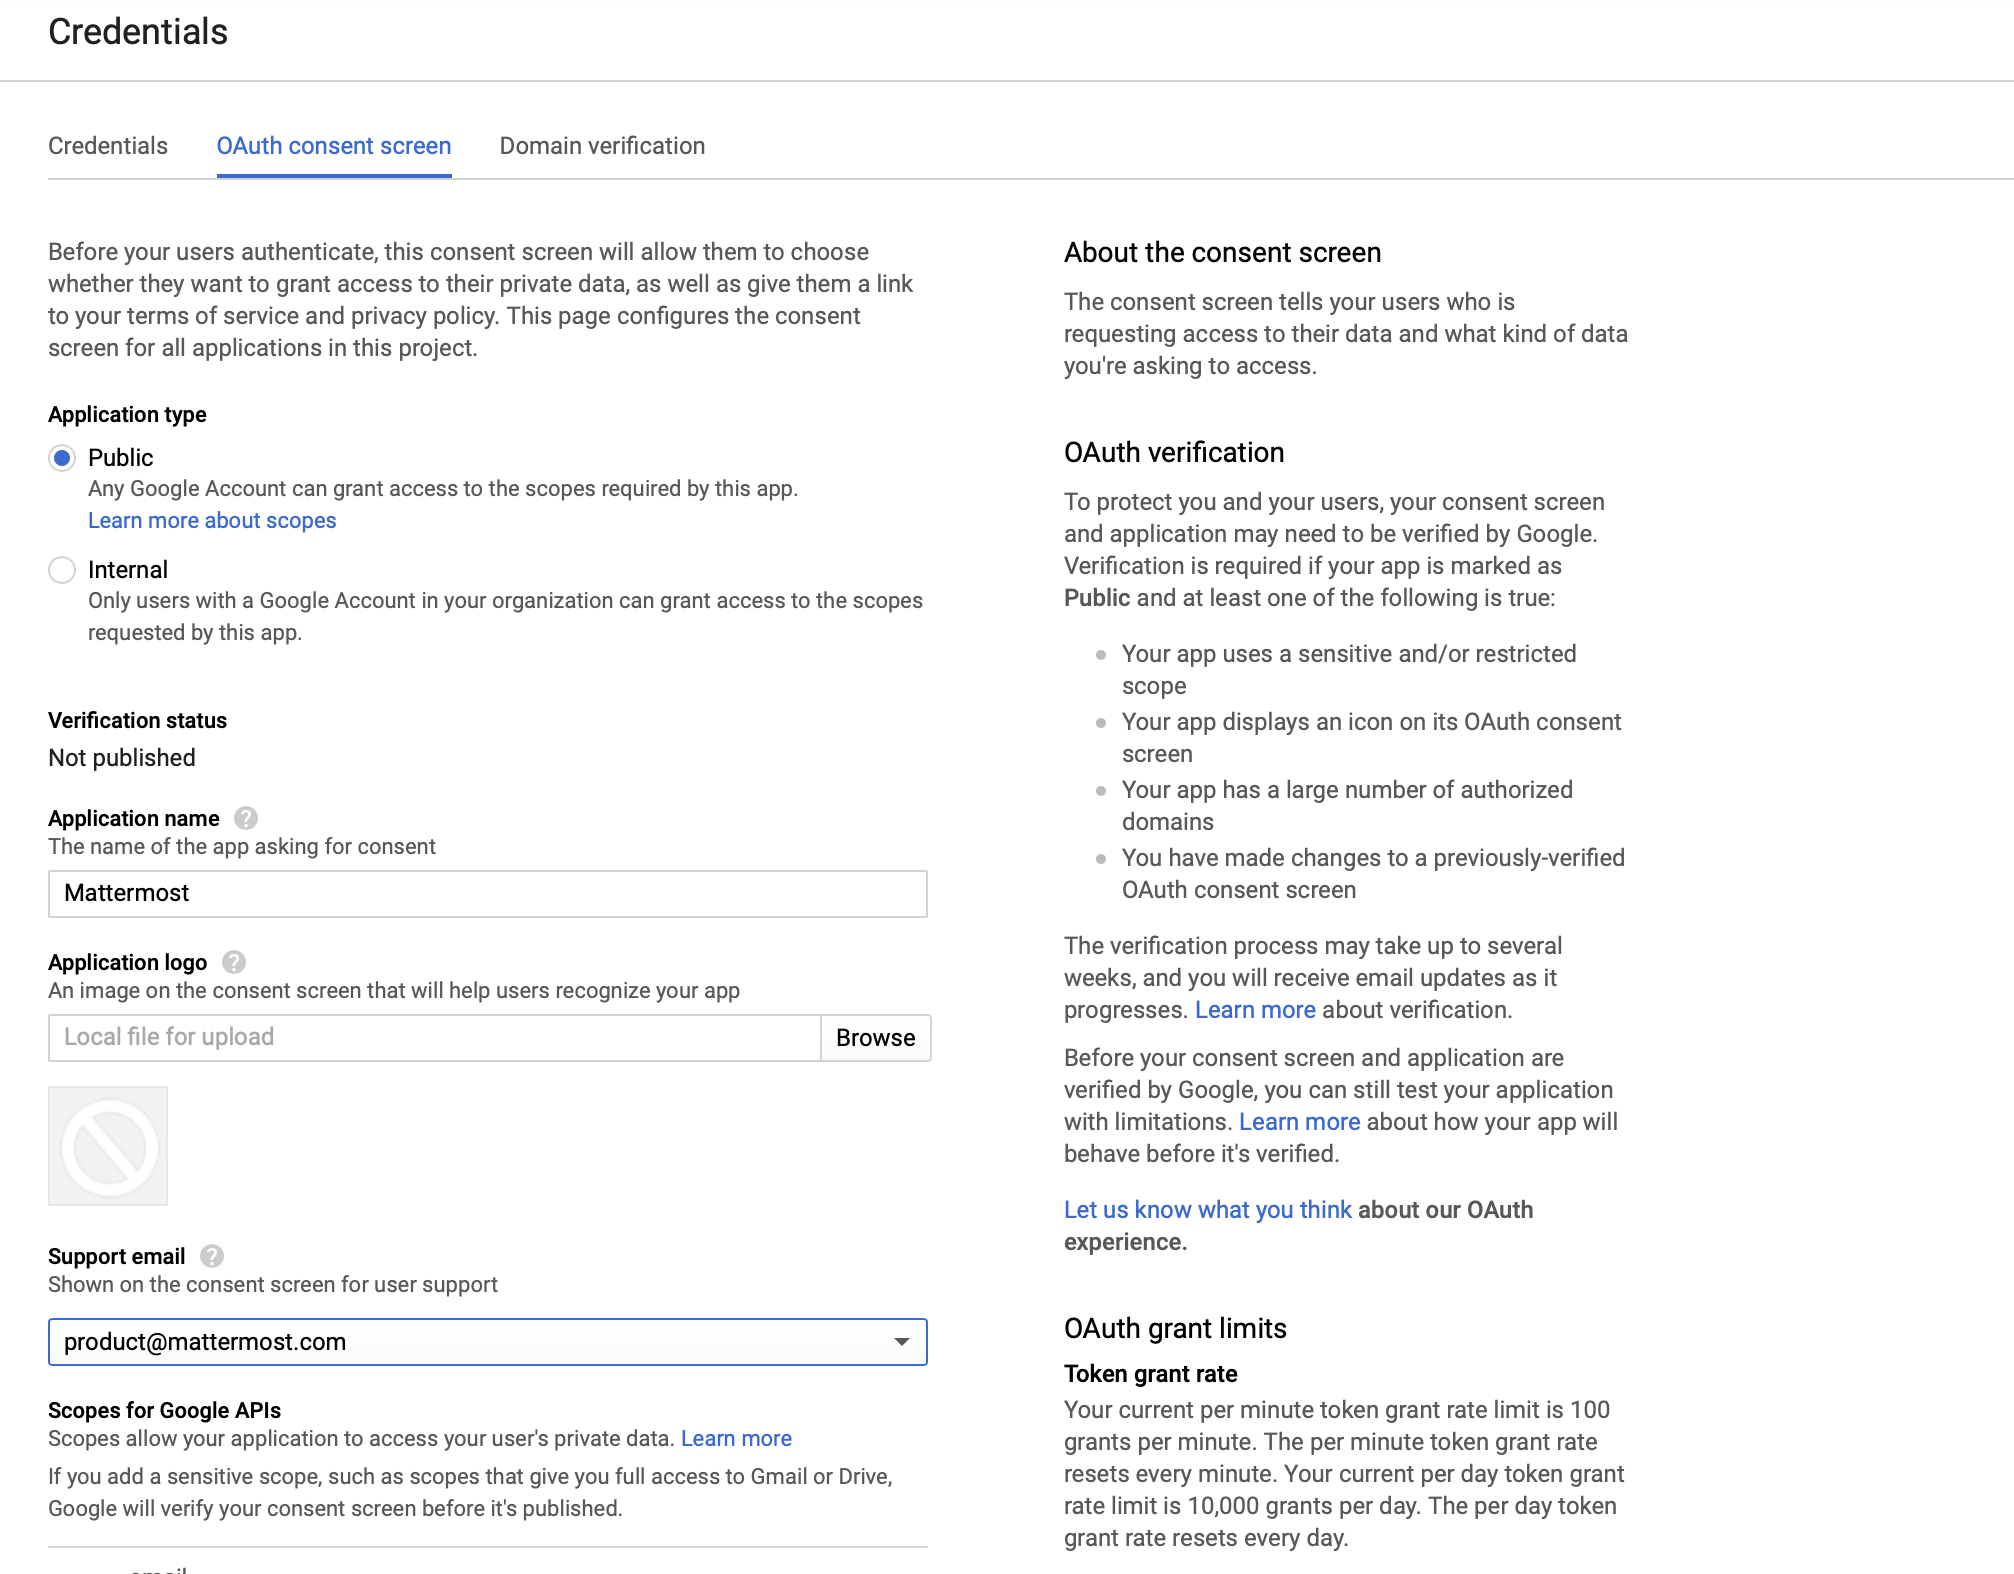 Credentials
Credentials
OAuth consent screen
Domain verification
Before your users authenticate, this consent screen will allow them to choose
whether they want to grant access to their private data, as well as give them a link
to your terms of service and privacy policy. This page configures the consent
screen for all applications in this project.
Application type
Public
Any Google Account can grant access to the scopes required by this app.
Learn more about scopes
Internal
Only users with a Google Account in your organization can grant access to the scopes
requested by this app.
Verification status
Not published
Application name ?
The name of the app asking for consent
Mattermost
Application logo ?
An image on the consent screen that will help users recognize your app
Local file for upload
Browse
Support email ?
Shown on the consent screen for user support
product@mattermost.com
Scopes for Google APIs
Scopes allow your application to access your user's private data. Learn more
If you add a sensitive scope, such as scopes that give you full access to Gmail or Drive,
Google will verify your consent screen before it's published.
email
About the consent screen
The consent screen tells your users who is
requesting access to their data and what kind of data
you're asking to access.
OAuth verification
To protect you and your users, your consent screen
and application may need to be verified by Google.
Verification is required if your app is marked as
Public and at least one of the following is true:
Your app uses a sensitive and/or restricted
scope
Your app displays an icon on its OAuth consent
screen
Your app has a large number of authorized
domains
You have made changes to a previously-verified
OAuth consent screen
The verification process may take up to several
weeks, and you will receive email updates as it
progresses. Learn more about verification.
Before your consent screen and application are
verified by Google, you can still test your application
with limitations. Learn more about how your app will
behave before it's verified.
Let us know what you think about our OAuth
experience.
OAuth grant limits
Token grant rate
Your current per minute token grant rate limit is 100
grants per minute. The per minute token grant rate
resets every minute. Your current per day token grant
rate limit is 10,000 grants per day. The per day token
grant rate resets every day.